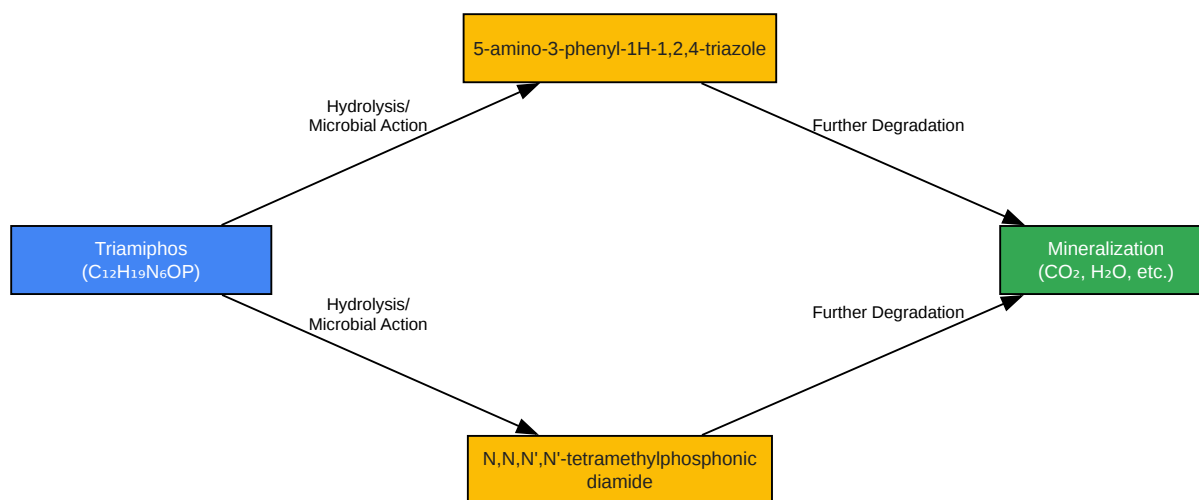 5-amino-3-phenyl-1H-1,2,4-triazole
Hydrolysis/
Microbial Action
Further Degradation
Triamiphos
(C₁₂H₁₉N₆OP)
Mineralization
(CO₂, H₂O, etc.)
Hydrolysis/
Microbial Action
Further Degradation
N,N,N',N'-tetramethylphosphonic
diamide